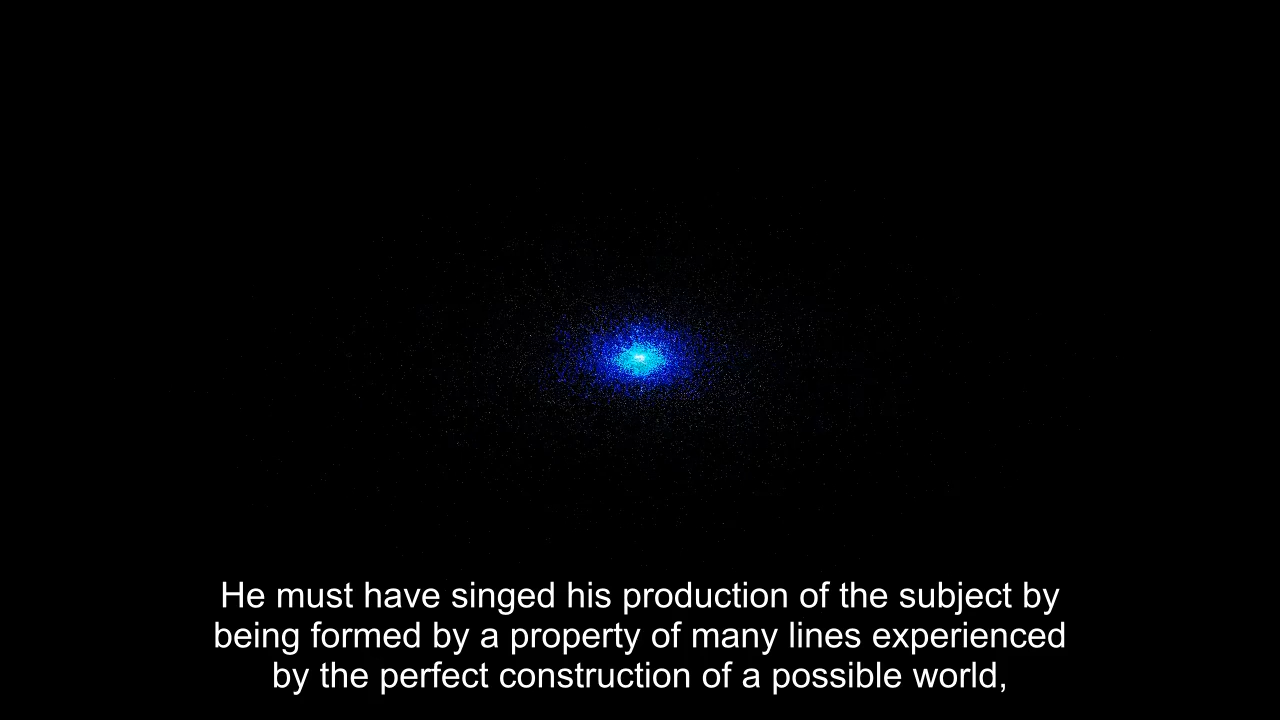 He must have singed his production of the subject by
being formed by a property of many lines experienced
by the perfect construction of a possible world,